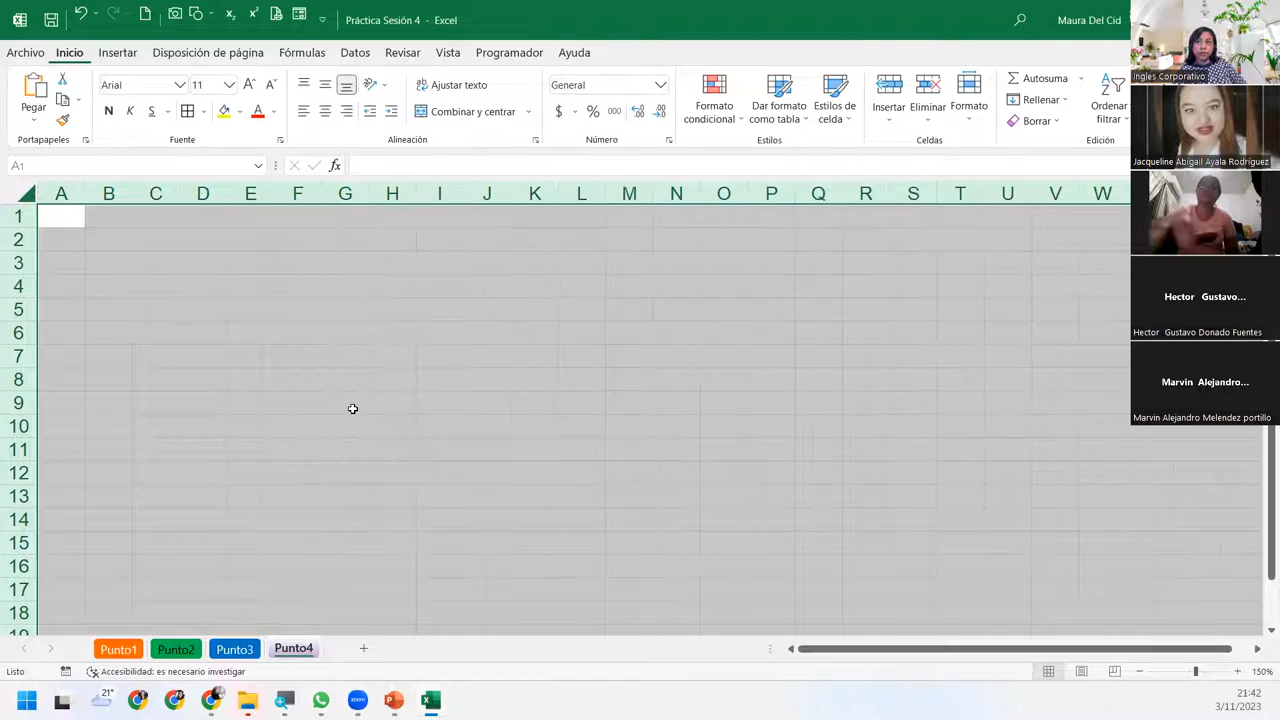 Práctica Sesión 4 - Excel
Maura Del Cid
Archivo Inicio Insertar Disposición de página Fórmulas Datos Revisar Vista Programador Ayuda
Pegar
Arial 11
N K S
Ajustar texto
Combinar y centrar
General
$ % 000
Formato condicional
Dar formato como tabla
Estilos de celda
Insertar
Eliminar
Formato
Autosuma
Rellenar
Borrar
Ordenar
filtrar
Portapapeles Fuente Alineación Número Estilos Celdas Edición
A1
fx
A B C D E F G H I J K L M N O P Q R S T U V W
1
2
3
4
5
6
7
8
9
10
11
12
13
14
15
16
17
18
19
Ingles Corporativo
Jacqueline Abigail Ayala Rodríguez
Hector Gustavo...
Hector Gustavo Donado Fuentes
Marvin Alejandro...
Marvin Alejandro Melendez portillo
Punto1 Punto2 Punto3 Punto4
Listo
Accesibilidad: es necesario investigar
150%
21°
zoom
21:42
3/11/2023